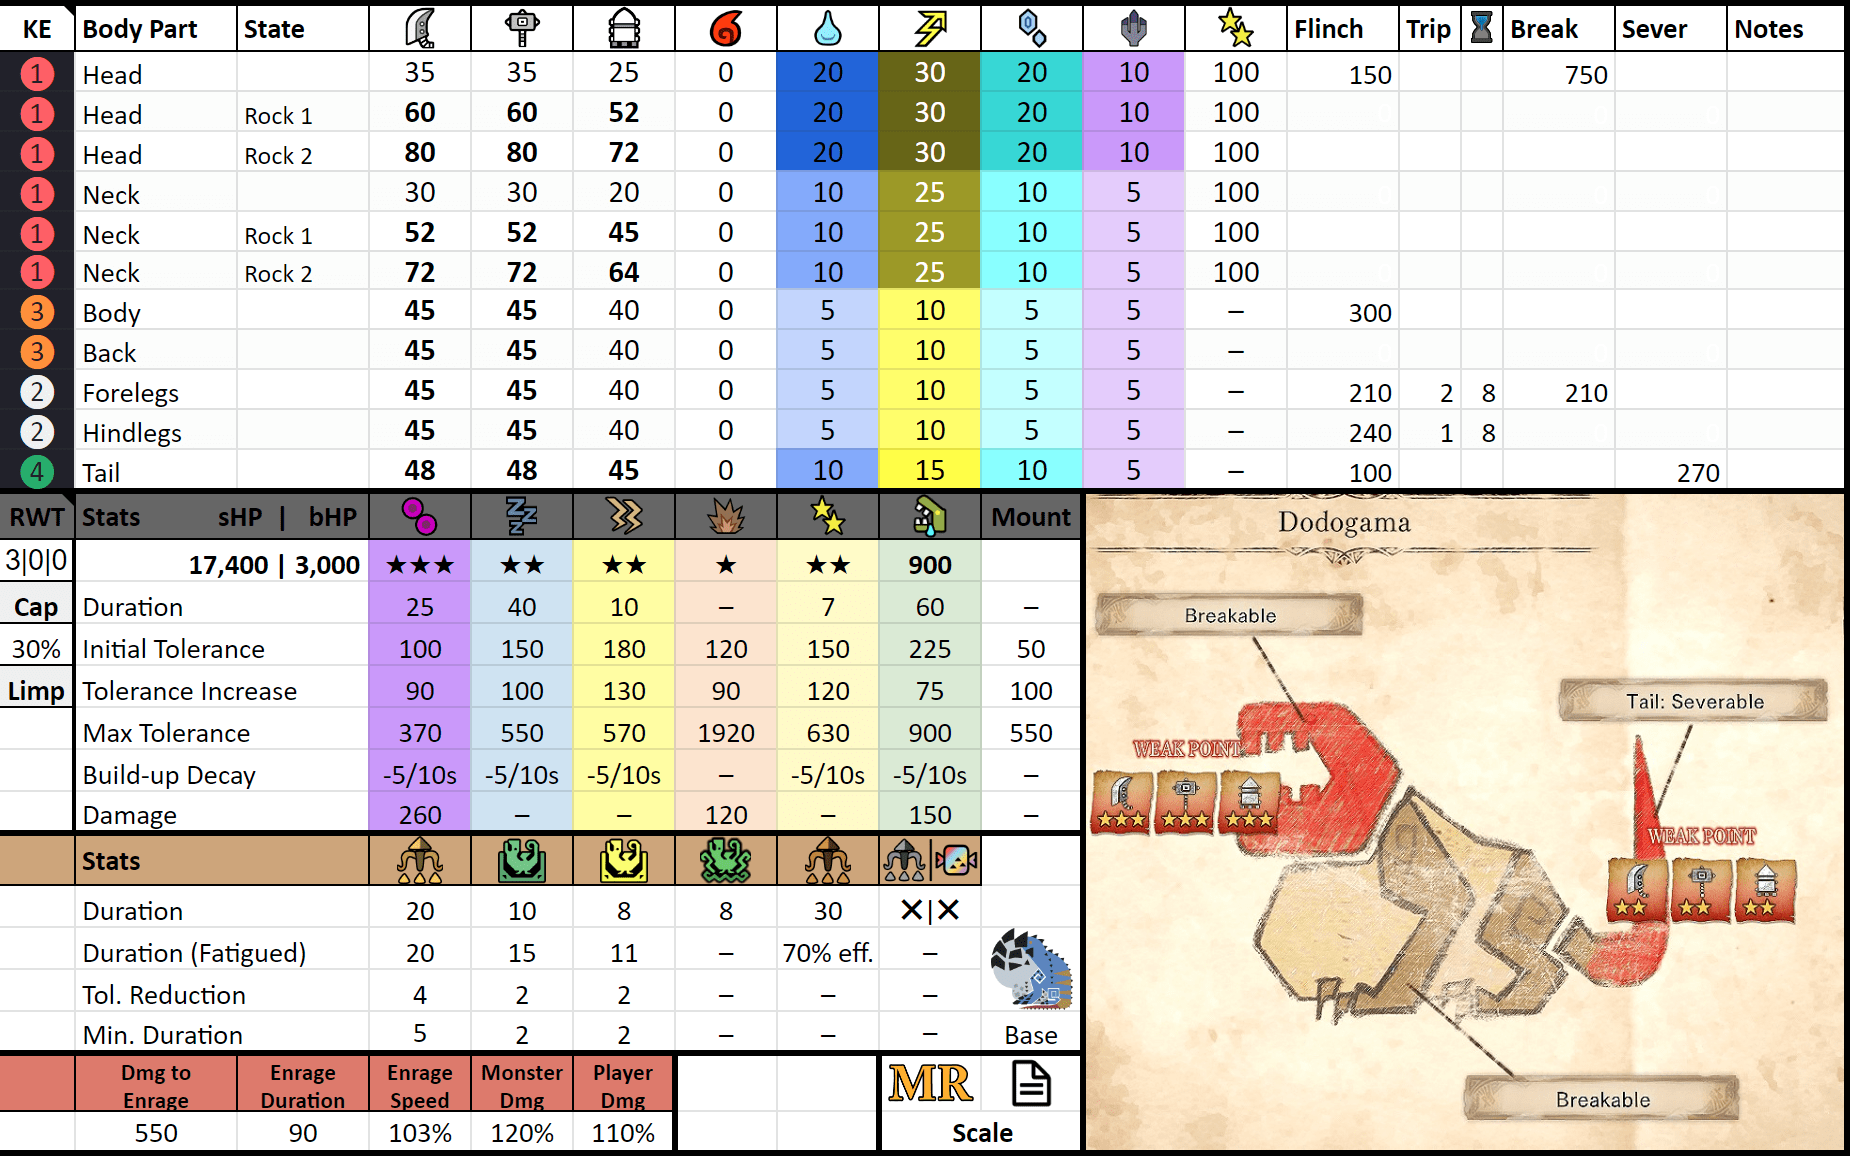 KE Body Part State Flinch Trip Break Sever Notes
1 Head 35 35 25 0 20 30 20 10 100 150 750
1 Head Rock 1 60 60 52 0 20 30 20 10 100
1 Head Rock 2 80 80 72 0 20 30 20 10 100
1 Neck 30 30 20 0 10 25 10 5 100
1 Neck Rock 1 52 52 45 0 10 25 10 5 100
1 Neck Rock 2 72 72 64 0 10 25 10 5 100
3 Body 45 45 40 0 5 10 5 5 – 300
3 Back 45 45 40 0 5 10 5 5 –
2 Forelegs 45 45 40 0 5 10 5 5 – 210 2 8 210
2 Hindlegs 45 45 40 0 5 10 5 5 – 240 1 8
4 Tail 48 48 45 0 10 15 10 5 – 100 270
RWT Stats sHP | bHP Mount
3|0|0 17,400 | 3,000 ★★★ ★★ ★★ ★ ★★ 900
Cap Duration 25 40 10 – 7 60 –
30% Initial Tolerance 100 150 180 120 150 225 50
Limp Tolerance Increase 90 100 130 90 120 75 100
Max Tolerance 370 550 570 1920 630 900 550
Build-up Decay -5/10s -5/10s -5/10s – -5/10s -5/10s –
Damage 260 – – 120 – 150 –
Stats
Duration 20 10 8 8 30 ✕|✕
Duration (Fatigued) 20 15 11 – 70% eff. –
Tol. Reduction 4 2 2 – – –
Min. Duration 5 2 2 – – – Base
Dmg to Enrage Enrage Duration Enrage Speed Monster Dmg Player Dmg MR
550 90 103% 120% 110% Scale
Dodogama
Breakable
Tail: Severable
WEAK POINT
WEAK POINT
Breakable